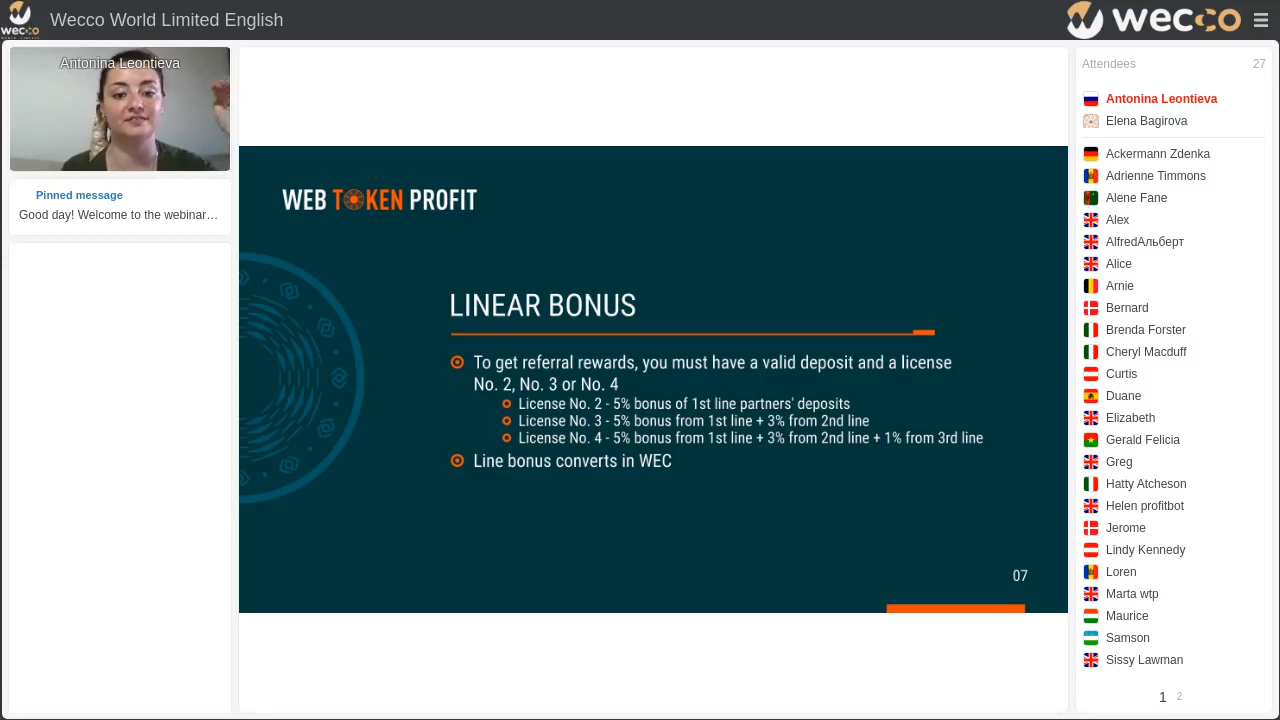 Wecco World Limited English
wecco
wecco
Antonina Leontieva
Pinned message
Good day! Welcome to the webinar…
WEB TOKEN PROFIT
LINEAR BONUS
To get referral rewards, you must have a valid deposit and a license
No. 2, No. 3 or No. 4
License No. 2 - 5% bonus of 1st line partners' deposits
License No. 3 - 5% bonus from 1st line + 3% from 2nd line
License No. 4 - 5% bonus from 1st line + 3% from 2nd line + 1% from 3rd line
Line bonus converts in WEC
07
Attendees 27
Antonina Leontieva
Elena Bagirova
Ackermann Zdenka
Adrienne Timmons
Alene Fane
Alex
AlfredАльберт
Alice
Arnie
Bernard
Brenda Forster
Cheryl Macduff
Curtis
Duane
Elizabeth
Gerald Felicia
Greg
Hatty Atcheson
Helen profitbot
Jerome
Lindy Kennedy
Loren
Marta wtp
Maurice
Samson
Sissy Lawman
1 2